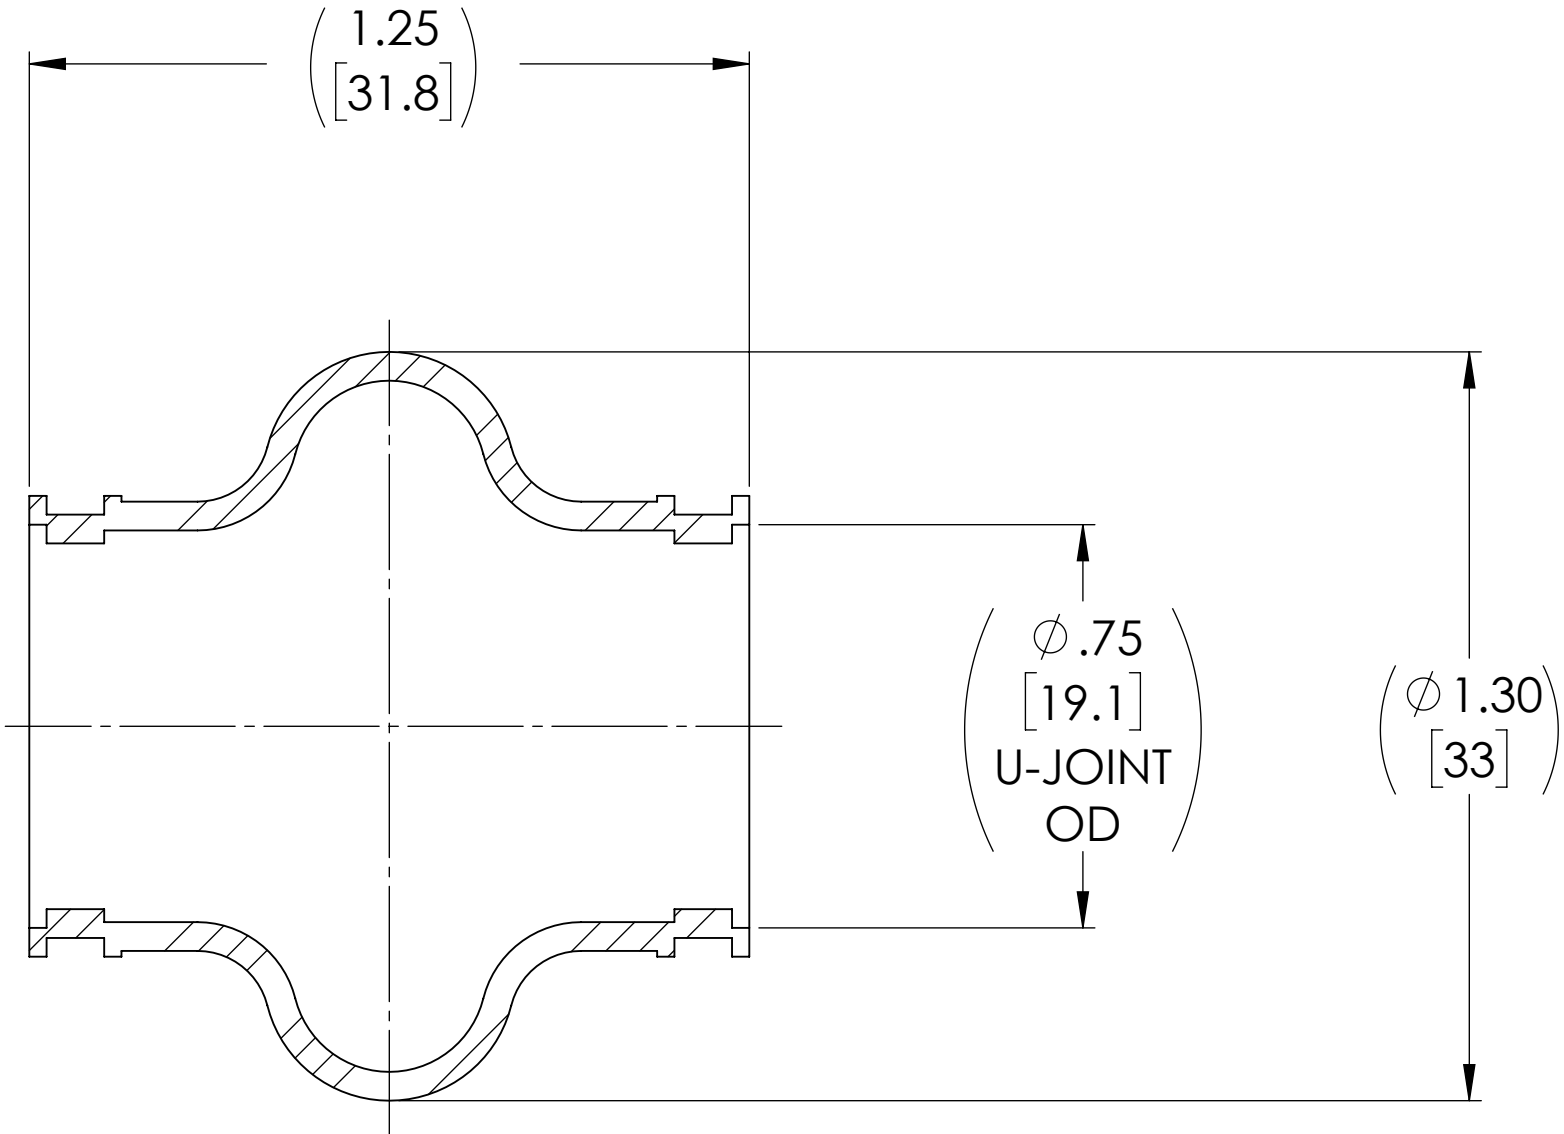 (1.25
[31.8])
(Ø .75
[19.1]
U-JOINT
OD)
(Ø 1.30
[33])